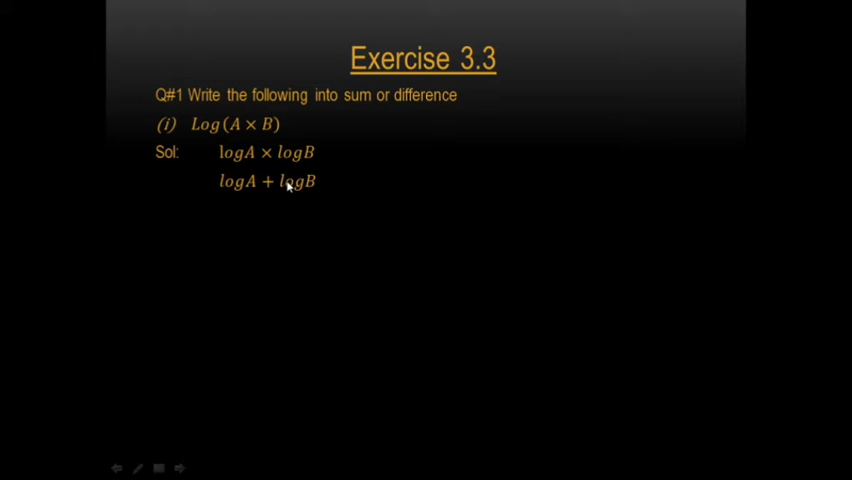 Exercise 3.3
Q#1 Write the following into sum or difference
(i) Log(A × B)
Sol: logA × logB
logA + logB